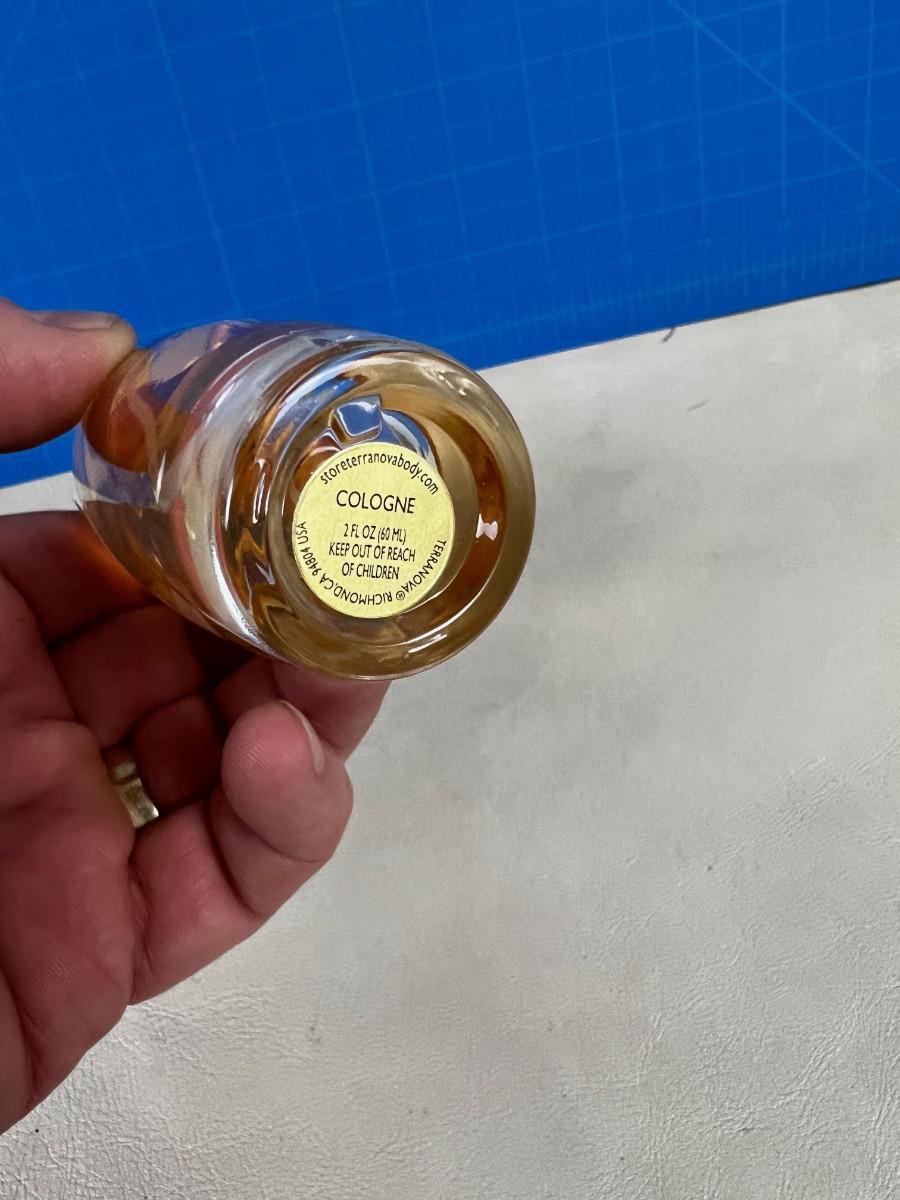 storeterranovabody.com
COLOGNE
2 FL OZ (60 ML)
KEEP OUT OF REACH
OF CHILDREN
TERRANOVA® RICHMOND,CA 94804 USA